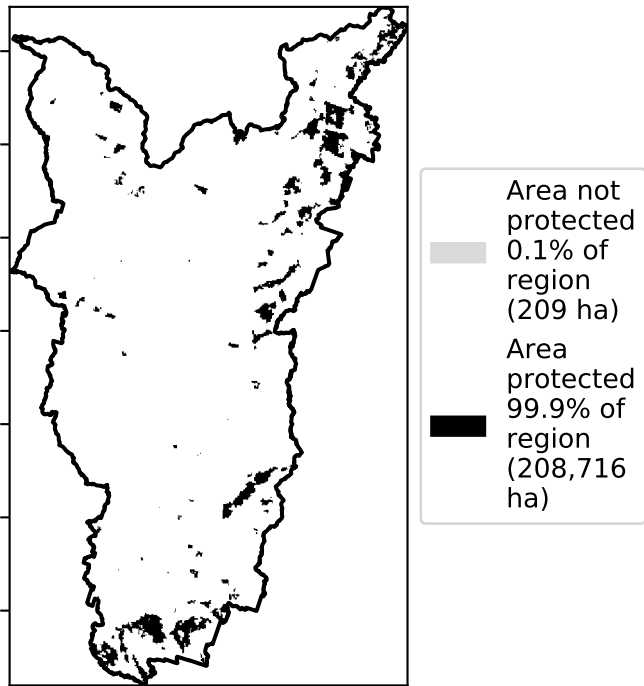 Area not
protected
0.1% of
region
(209 ha)
Area
protected
99.9% of
region
(208,716
ha)